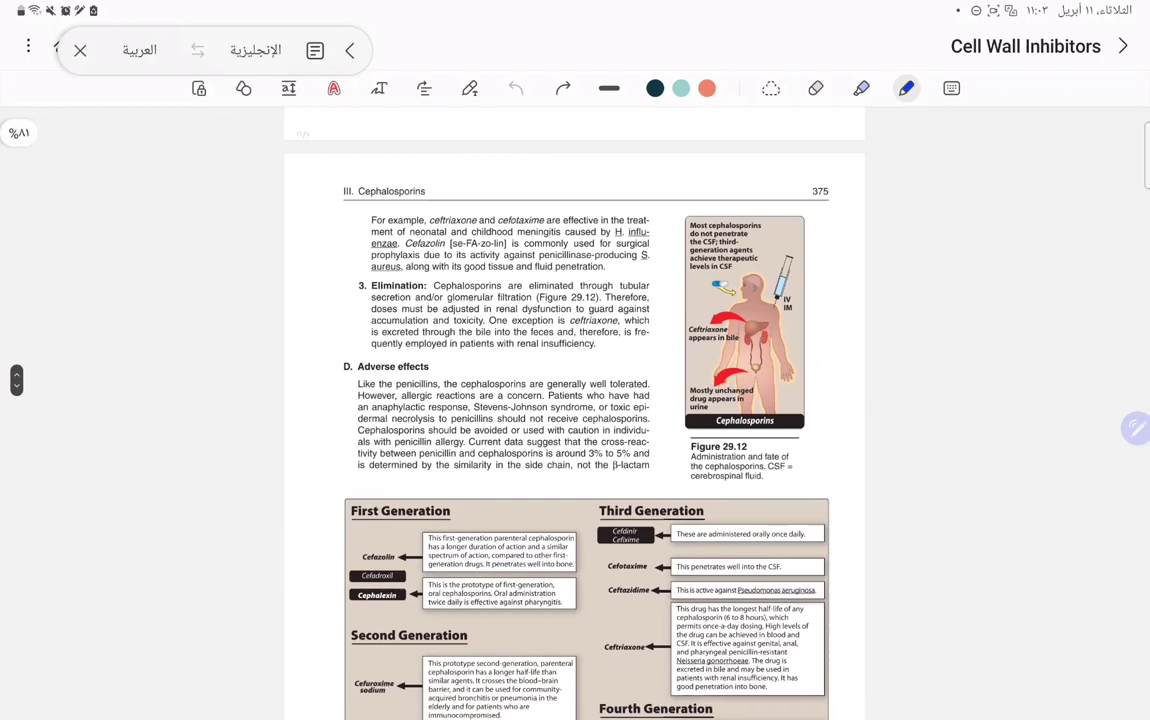 الثلاثاء، ١١ أبريل ١١:٠٣
العربية
الإنجليزية
Cell Wall Inhibitors
%٨١
III. Cephalosporins
375
For example, ceftriaxone and cefotaxime are effective in the treat-
ment of neonatal and childhood meningitis caused by H. influ-
enzae. Cefazolin [se-FA-zo-lin] is commonly used for surgical
prophylaxis due to its activity against penicillinase-producing S.
aureus, along with its good tissue and fluid penetration.
3. Elimination: Cephalosporins are eliminated through tubular
secretion and/or glomerular filtration (Figure 29.12). Therefore,
doses must be adjusted in renal dysfunction to guard against
accumulation and toxicity. One exception is ceftriaxone, which
is excreted through the bile into the feces and, therefore, is fre-
quently employed in patients with renal insufficiency.
D. Adverse effects
Like the penicillins, the cephalosporins are generally well tolerated.
However, allergic reactions are a concern. Patients who have had
an anaphylactic response, Stevens-Johnson syndrome, or toxic epi-
dermal necrolysis to penicillins should not receive cephalosporins.
Cephalosporins should be avoided or used with caution in individu-
als with penicillin allergy. Current data suggest that the cross-reac-
tivity between penicillin and cephalosporins is around 3% to 5% and
is determined by the similarity in the side chain, not the β-lactam
Most cephalosporins
do not penetrate
the CSF; third-
generation agents
achieve therapeutic
levels in CSF
IV
IM
Ceftriaxone
appears in bile
Mostly unchanged
drug appears in
urine
Cephalosporins
Figure 29.12
Administration and fate of
the cephalosporins. CSF =
cerebrospinal fluid.
First Generation
Cefazolin
This first-generation parenteral cephalosporin
has a longer duration of action and a similar
spectrum of action, compared to other first-
generation drugs. It penetrates well into bone.
Cefadroxil
Cephalexin
This is the prototype of first-generation,
oral cephalosporins. Oral administration
twice daily is effective against pharyngitis.
Second Generation
Cefuroxime
sodium
This prototype second-generation, parenteral
cephalosporin has a longer half-life than
similar agents. It crosses the blood–brain
barrier, and it can be used for community-
acquired bronchitis or pneumonia in the
elderly and for patients who are
immunocompromised.
Third Generation
Cefdinir
Cefixime
These are administered orally once daily.
Cefotaxime
This penetrates well into the CSF.
Ceftazidime
This is active against Pseudomonas aeruginosa.
Ceftriaxone
This drug has the longest half-life of any
cephalosporin (6 to 8 hours), which
permits once-a-day dosing. High levels of
the drug can be achieved in blood and
CSF. It is effective against genital, anal,
and pharyngeal penicillin-resistant
Neisseria gonorrhoeae. The drug is
excreted in bile and may be used in
patients with renal insufficiency. It has
good penetration into bone.
Fourth Generation